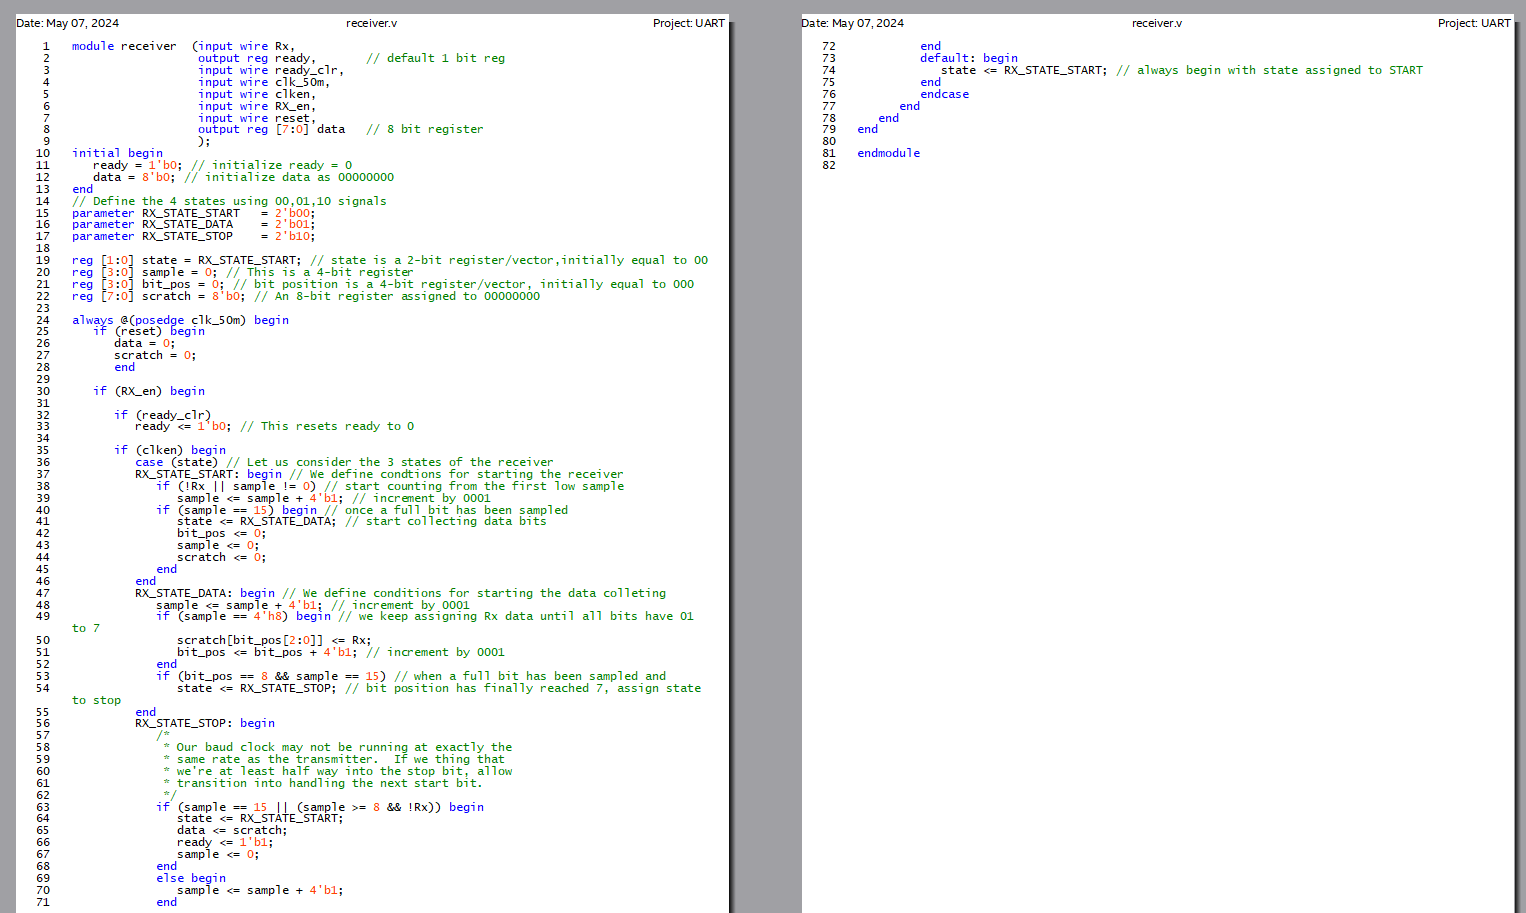 Date: May 07, 2024 receiver.v Project: UART
1 module receiver (input wire Rx,
2 output reg ready, // default 1 bit reg
3 input wire ready_clr,
4 input wire clk_50m,
5 input wire clken,
6 input wire RX_en,
7 input wire reset,
8 output reg [7:0] data // 8 bit register
9 );
10 initial begin
11 ready = 1'b0; // initialize ready = 0
12 data = 8'b0; // initialize data as 00000000
13 end
14 // Define the 4 states using 00,01,10 signals
15 parameter RX_STATE_START = 2'b00;
16 parameter RX_STATE_DATA = 2'b01;
17 parameter RX_STATE_STOP = 2'b10;
18
19 reg [1:0] state = RX_STATE_START; // state is a 2-bit register/vector,initially equal to 00
20 reg [3:0] sample = 0; // This is a 4-bit register
21 reg [3:0] bit_pos = 0; // bit position is a 4-bit register/vector, initially equal to 000
22 reg [7:0] scratch = 8'b0; // An 8-bit register assigned to 00000000
23
24 always @(posedge clk_50m) begin
25 if (reset) begin
26 data = 0;
27 scratch = 0;
28 end
29
30 if (RX_en) begin
31
32 if (ready_clr)
33 ready <= 1'b0; // This resets ready to 0
34
35 if (clken) begin
36 case (state) // Let us consider the 3 states of the receiver
37 RX_STATE_START: begin // We define condtions for starting the receiver
38 if (!Rx || sample != 0) // start counting from the first low sample
39 sample <= sample + 4'b1; // increment by 0001
40 if (sample == 15) begin // once a full bit has been sampled
41 state <= RX_STATE_DATA; // start collecting data bits
42 bit_pos <= 0;
43 sample <= 0;
44 scratch <= 0;
45 end
46 end
47 RX_STATE_DATA: begin // We define conditions for starting the data colleting
48 sample <= sample + 4'b1; // increment by 0001
49 if (sample == 4'h8) begin // we keep assigning Rx data until all bits have 01
to 7
50 scratch[bit_pos[2:0]] <= Rx;
51 bit_pos <= bit_pos + 4'b1; // increment by 0001
52 end
53 if (bit_pos == 8 && sample == 15) // when a full bit has been sampled and
54 state <= RX_STATE_STOP; // bit position has finally reached 7, assign state
to stop
55 end
56 RX_STATE_STOP: begin
57 /*
58 * Our baud clock may not be running at exactly the
59 * same rate as the transmitter. If we thing that
60 * we're at least half way into the stop bit, allow
61 * transition into handling the next start bit.
62 */
63 if (sample == 15 || (sample >= 8 && !Rx)) begin
64 state <= RX_STATE_START;
65 data <= scratch;
66 ready <= 1'b1;
67 sample <= 0;
68 end
69 else begin
70 sample <= sample + 4'b1;
71 end
Date: May 07, 2024 receiver.v Project: UART
72 end
73 default: begin
74 state <= RX_STATE_START; // always begin with state assigned to START
75 end
76 endcase
77 end
78 end
79 end
80
81 endmodule
82